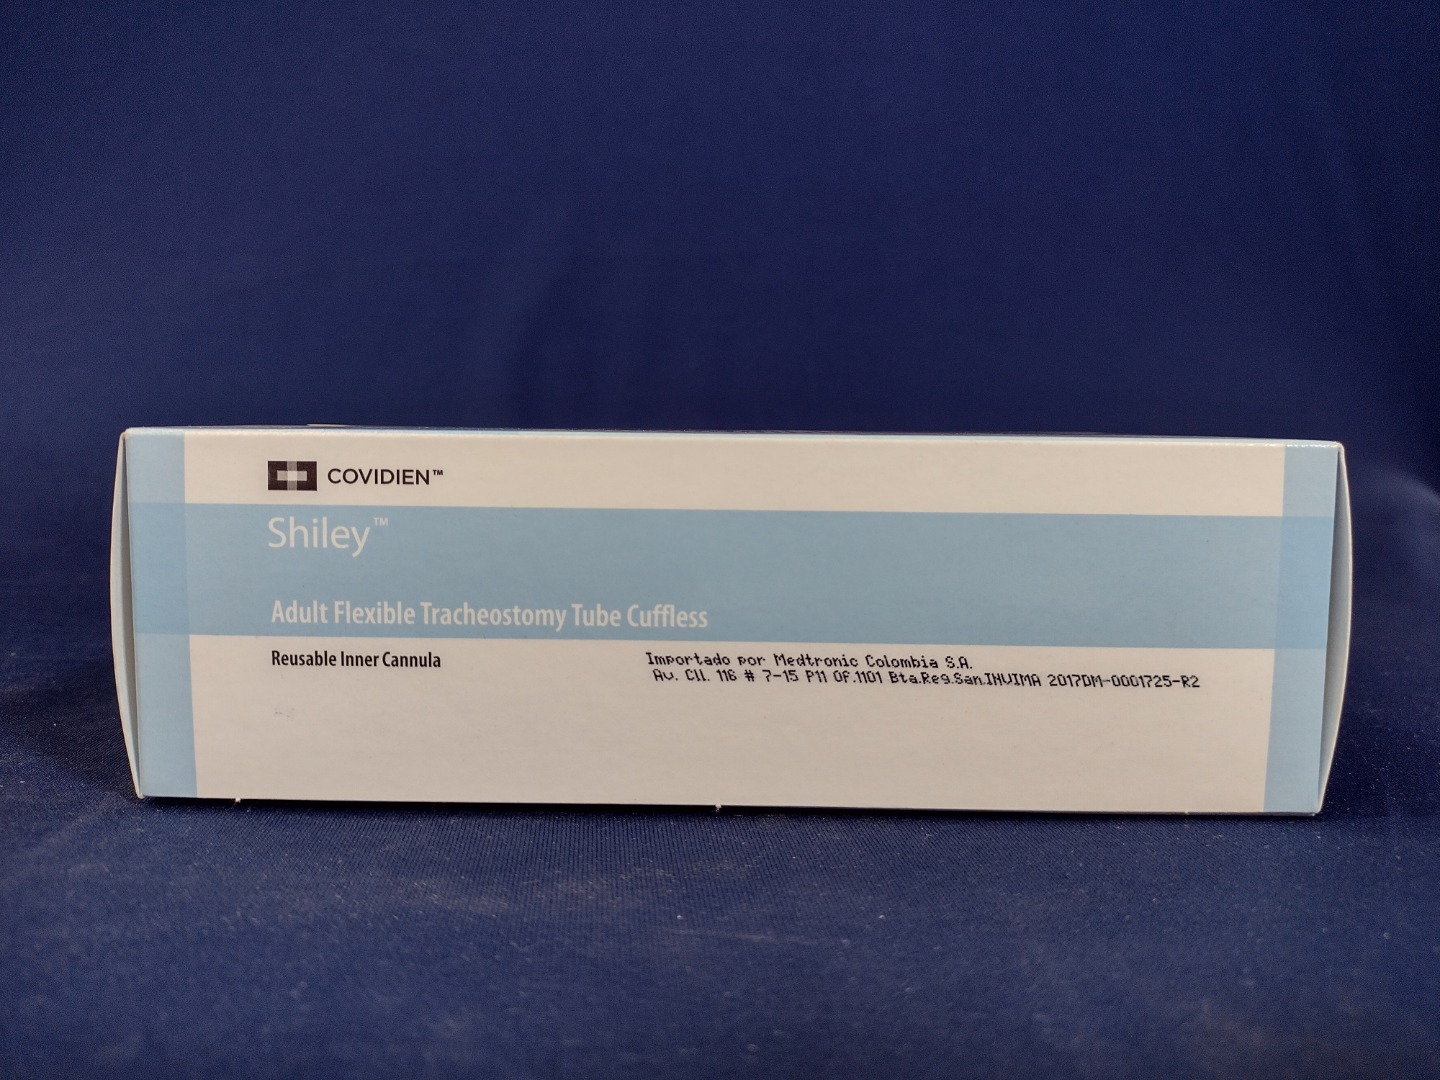 COVIDIEN™
Shiley™
Adult Flexible Tracheostomy Tube Cuffless
Reusable Inner Cannula
Importado por Medtronic Colombia S.A.
Av. Cll. 116 # 7-15 P11 Of.1101 Bta.Reg.San.INVIMA 2017DM-0001725-R2